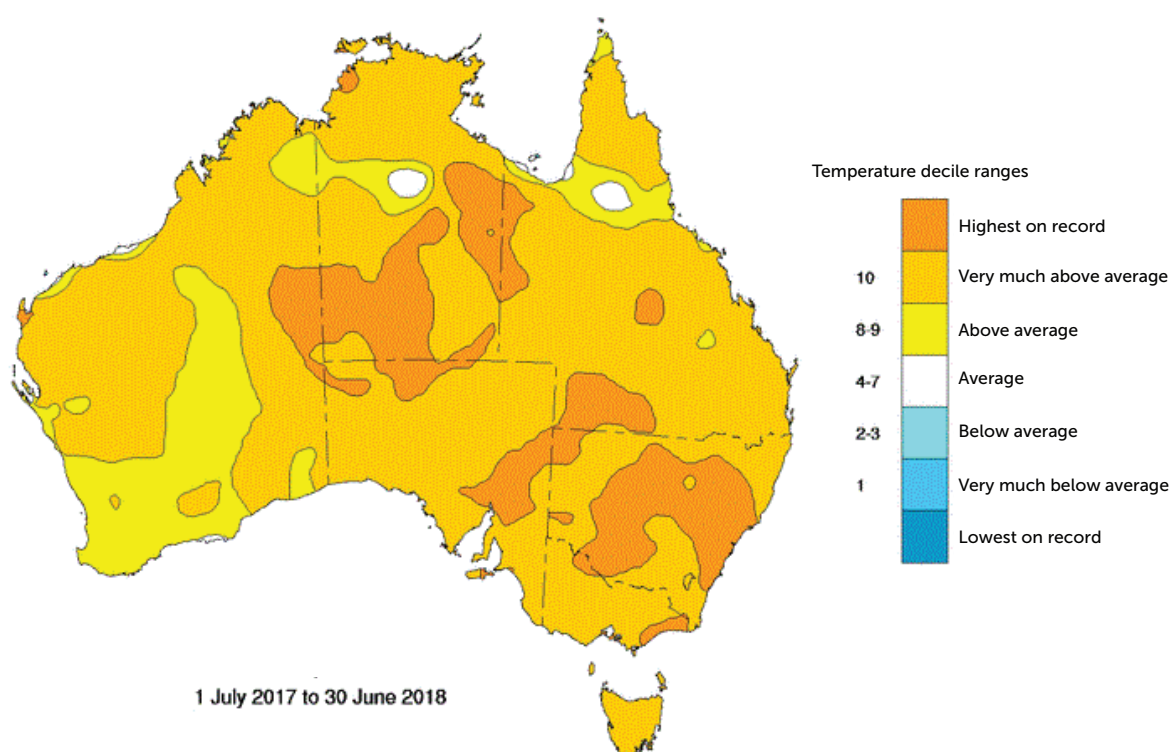 Temperature decile ranges
Highest on record
10 Very much above average
8-9 Above average
4-7 Average
2-3 Below average
1 Very much below average
Lowest on record
1 July 2017 to 30 June 2018